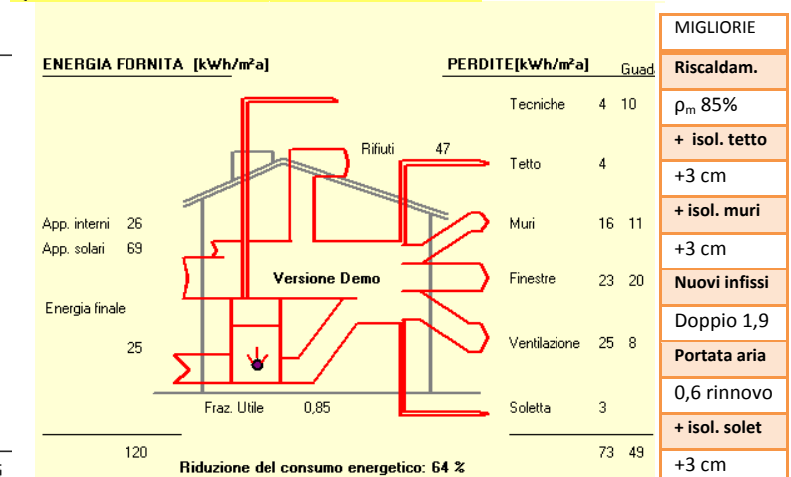 MIGLIORIE
ENERGIA FORNITA [kWh/m²a] PERDITE[kWh/m²a] Guad
Riscaldam.
Tecniche 4 10
ρm 85%
Rifiuti 47
+ isol. tetto
Tetto 4
+3 cm
App. interni 26
Muri 16 11
+ isol. muri
App. solari 69
+3 cm
Versione Demo
Finestre 23 20
Nuovi infissi
Energia finale
Doppio 1,9
25
Ventilazione 25 8
Portata aria
0,6 rinnovo
Fraz. Utile 0,85
Soletta 3
+ isol. solet
120
73 49
+3 cm
Riduzione del consumo energetico: 64 %